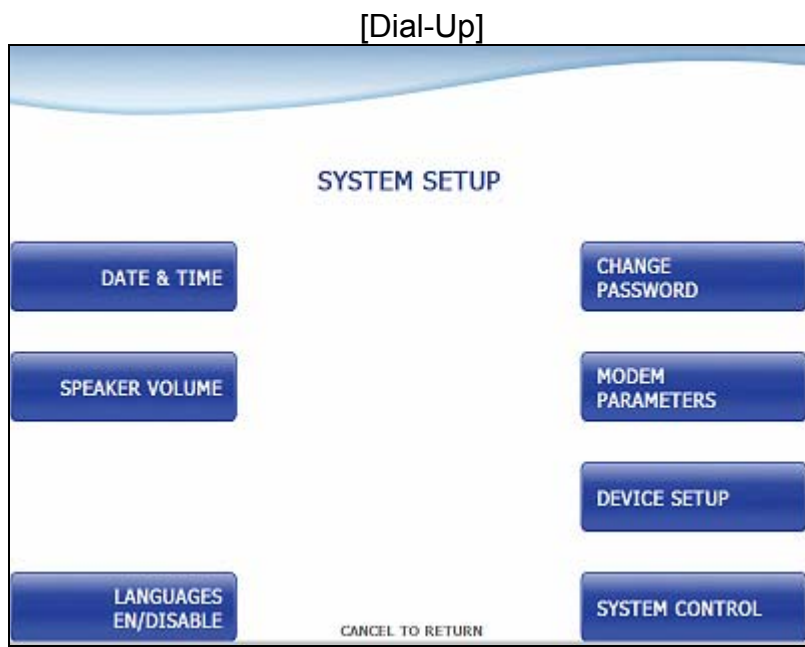 [Dial-Up]
SYSTEM SETUP
DATE & TIME
CHANGE
PASSWORD
SPEAKER VOLUME
MODEM
PARAMETERS
DEVICE SETUP
LANGUAGES
EN/DISABLE
SYSTEM CONTROL
CANCEL TO RETURN